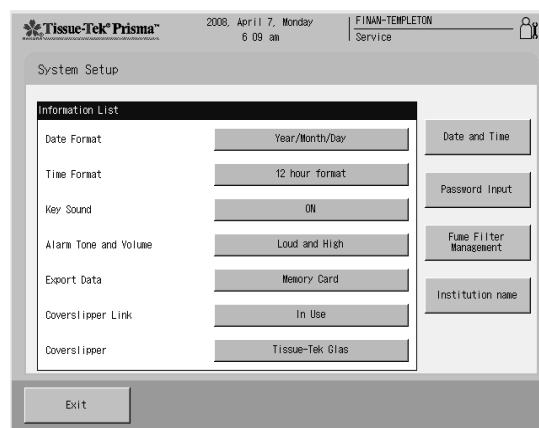 Tissue-Tek® Prisma™
2008, April 7, Monday
6 09 am
FINAN-TEMPLETON
Service
System Setup
Information List
Date Format Year/Month/Day
Time Format 12 hour format
Key Sound ON
Alarm Tone and Volume Loud and High
Export Data Memory Card
Coverslipper Link In Use
Coverslipper Tissue-Tek Glas
Date and Time
Password Input
Fume Filter
Management
Institution name
Exit